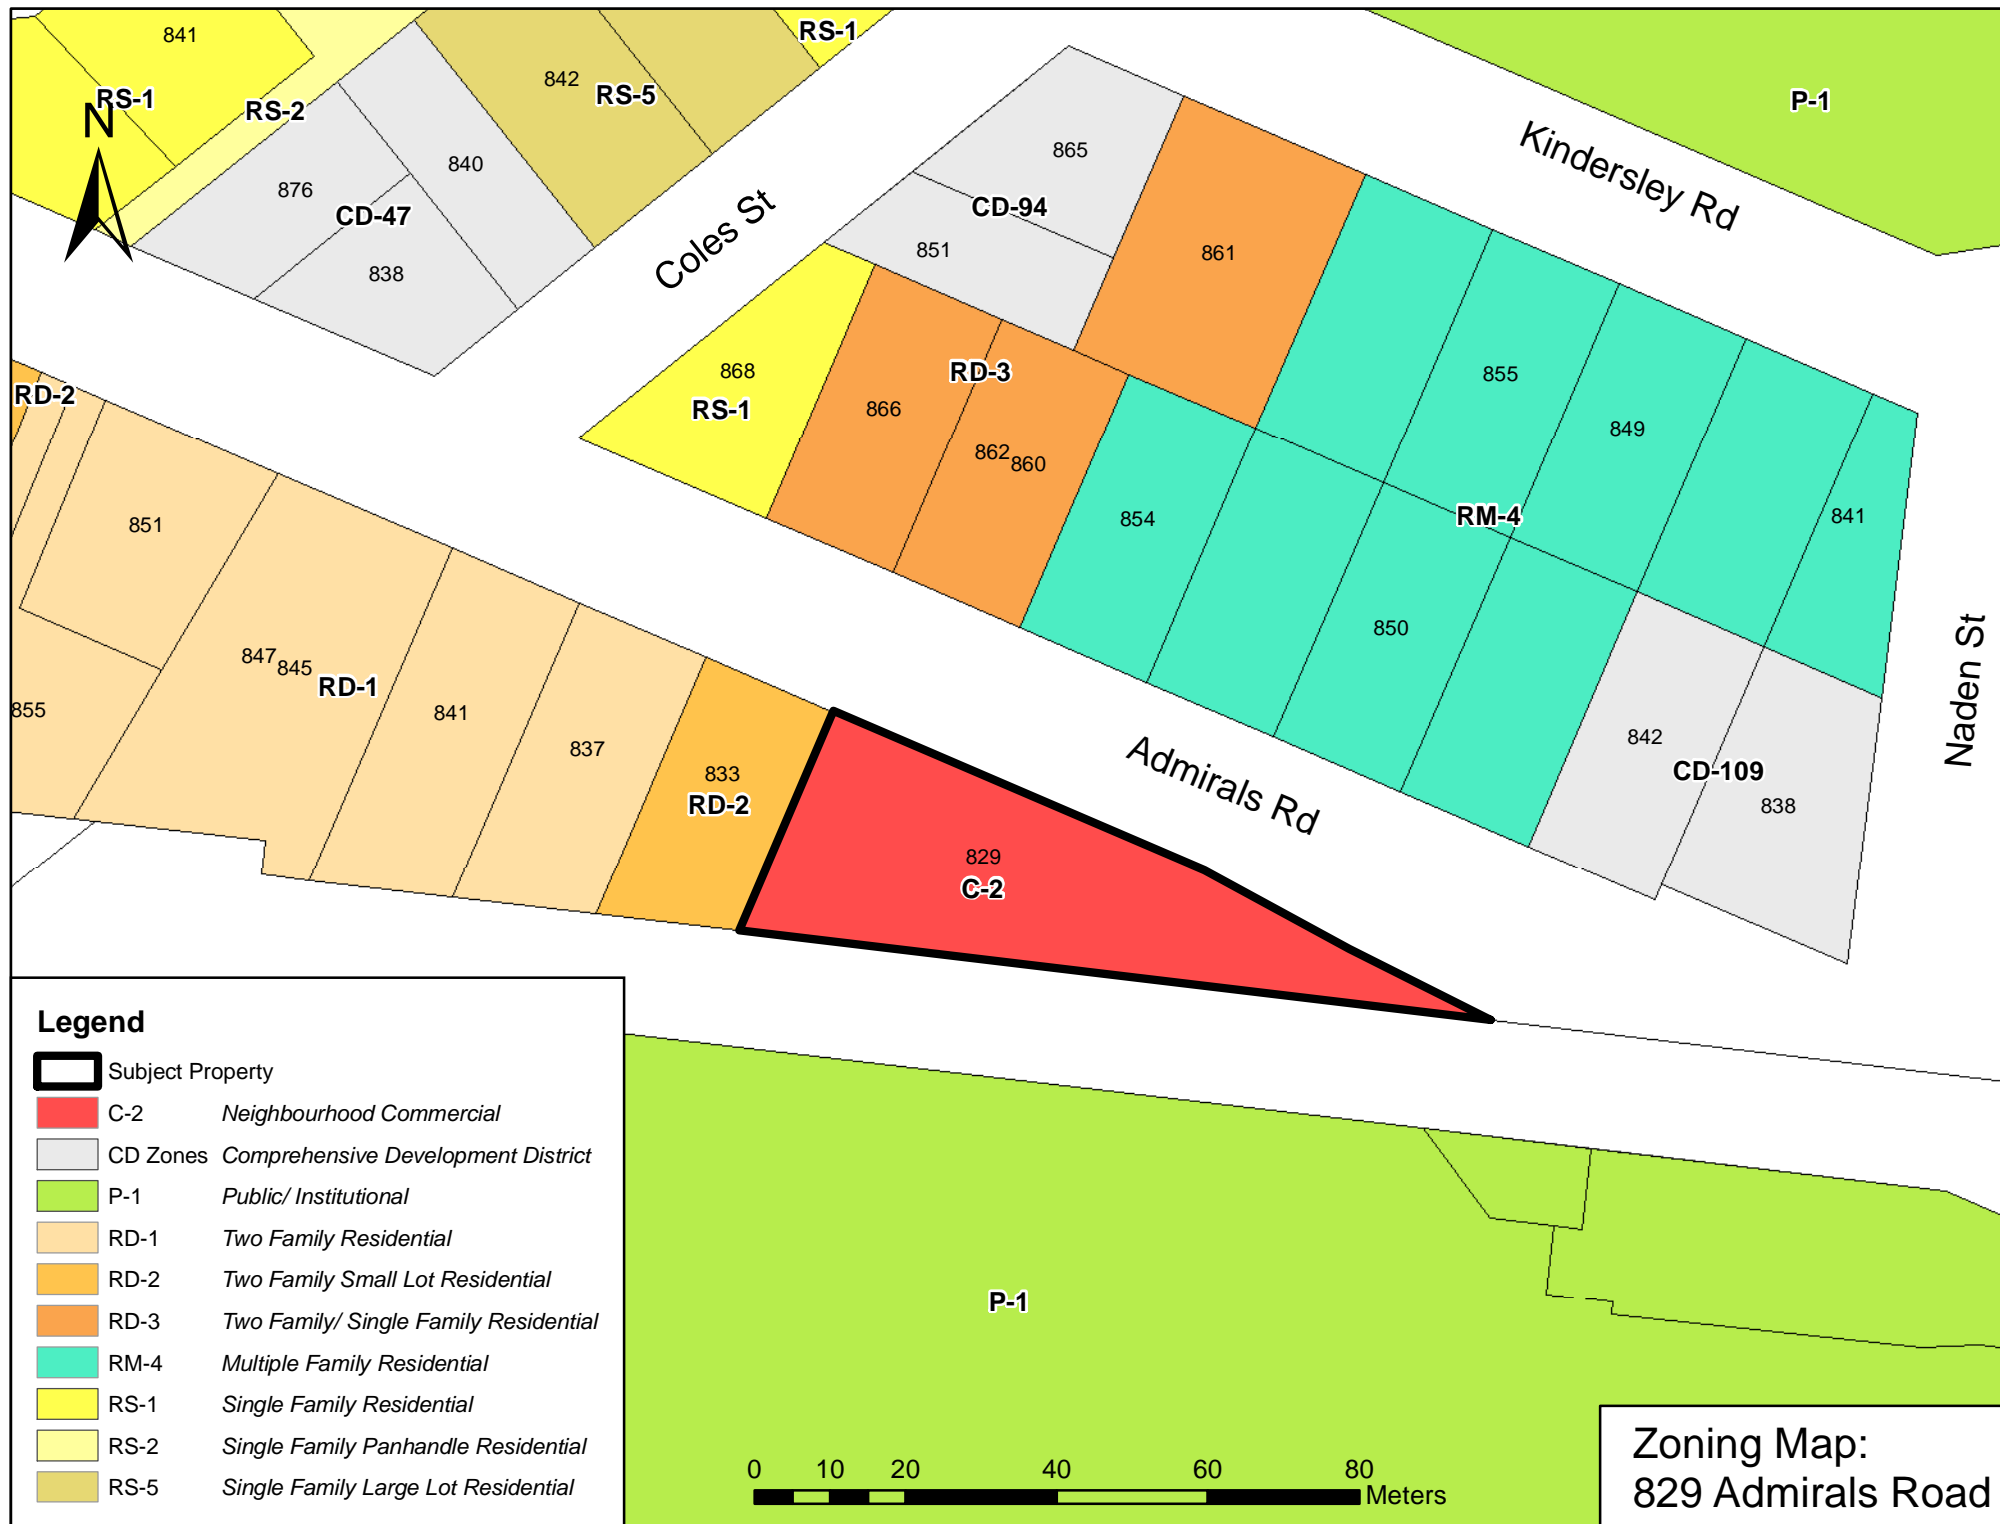 841
RS-1
RS-1
N
RS-2
842
RS-5
P-1
876
840
CD-47
838
Coles St
865
CD-94
851
861
Kindersley Rd
868
RS-1
RD-3
866
862
860
855
849
RM-4
841
854
850
RD-2
851
847
845
RD-1
855
841
837
833
RD-2
829
C-2
Admirals Rd
842
CD-109
838
Naden St
P-1
Legend
Subject Property
C-2 Neighbourhood Commercial
CD Zones Comprehensive Development District
P-1 Public/ Institutional
RD-1 Two Family Residential
RD-2 Two Family Small Lot Residential
RD-3 Two Family/ Single Family Residential
RM-4 Multiple Family Residential
RS-1 Single Family Residential
RS-2 Single Family Panhandle Residential
RS-5 Single Family Large Lot Residential
0 10 20 40 60 80
Meters
Zoning Map:
829 Admirals Road